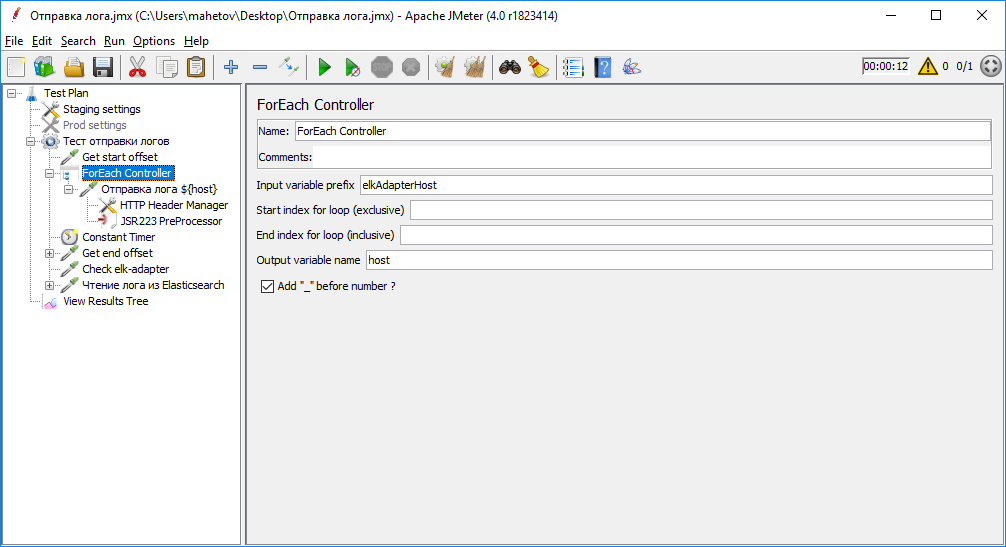 Отправка лога.jmx (C:\Users\mahetov\Desktop\Отправка лога.jmx) - Apache JMeter (4.0 r1823414)
File Edit Search Run Options Help
STOP 00:00:12 0 0/1
Test Plan
Staging settings
Prod settings
Тест отправки логов
Get start offset
ForEach Controller
Отправка лога ${host}
HTTP Header Manager
JSR223 PreProcessor
Constant Timer
Get end offset
Check elk-adapter
Чтение лога из Elasticsearch
View Results Tree
ForEach Controller
Name: ForEach Controller
Comments:
Input variable prefix elkAdapterHost
Start index for loop (exclusive)
End index for loop (inclusive)
Output variable name host
Add "_" before number ?